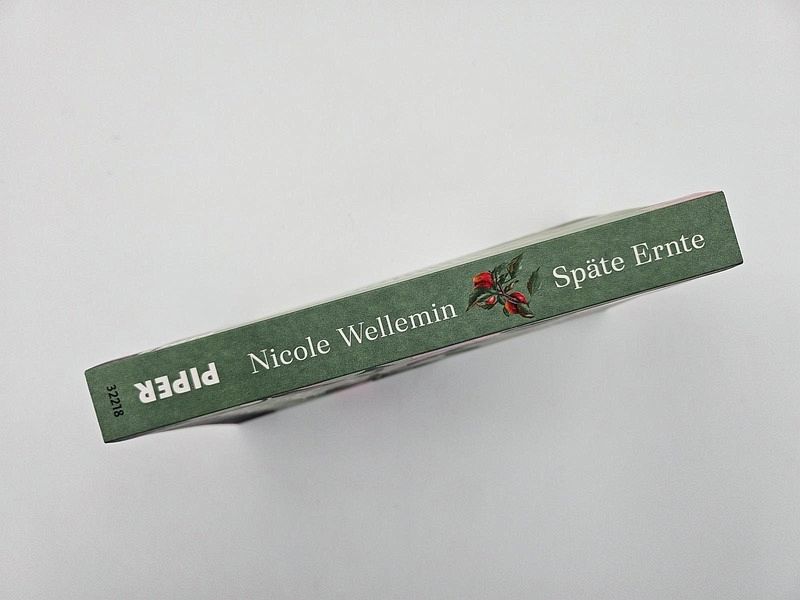 32218
PIPER
Nicole Wellemin
Späte Ernte